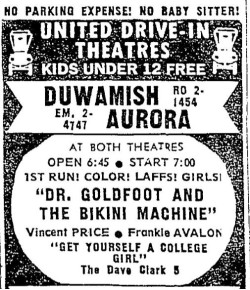 NO PARKING EXPENSE! NO BABY SITTER!
UNITED DRIVE-IN
THEATRES
KIDS UNDER 12 FREE
DUWAMISH RO 2-
1454
EM. 2-
4747 AURORA
AT BOTH THEATRES
OPEN 6:45 ● START 7:00
1ST RUN! COLOR! LAFFS! GIRLS!
"DR. GOLDFOOT AND
THE BIKINI MACHINE"
Vincent PRICE ● Frankie AVALON
"GET YOURSELF A COLLEGE
GIRL"
The Dave Clark 5